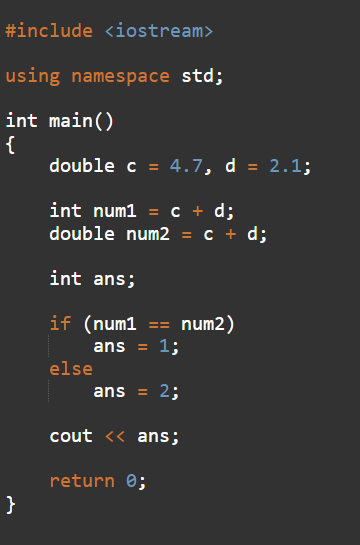 #include <iostream>
using namespace std;
int main()
{
    double c = 4.7, d = 2.1;
    int num1 = c + d;
    double num2 = c + d;
    int ans;
    if (num1 == num2)
        ans = 1;
    else
        ans = 2;
    cout << ans;
    return 0;
}